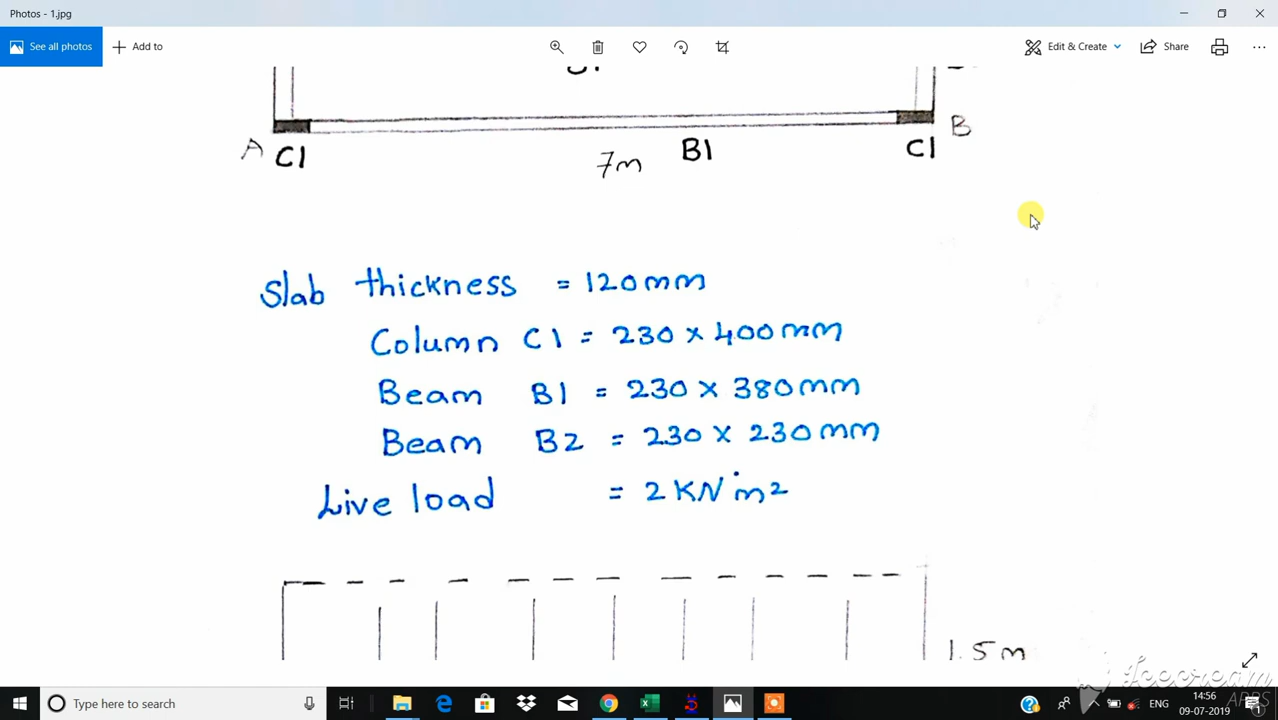 Photos - 1.jpg
See all photos
Add to
Edit & Create
Share
A
C1
7m
B1
C1
B
Slab thickness = 120mm
Column C1 = 230 x 400mm
Beam B1 = 230 x 380mm
Beam B2 = 230 x 230mm
Live load = 2 KN m2
1.5m
Icecream
APPS
Type here to search
ENG
14:56
09-07-2019